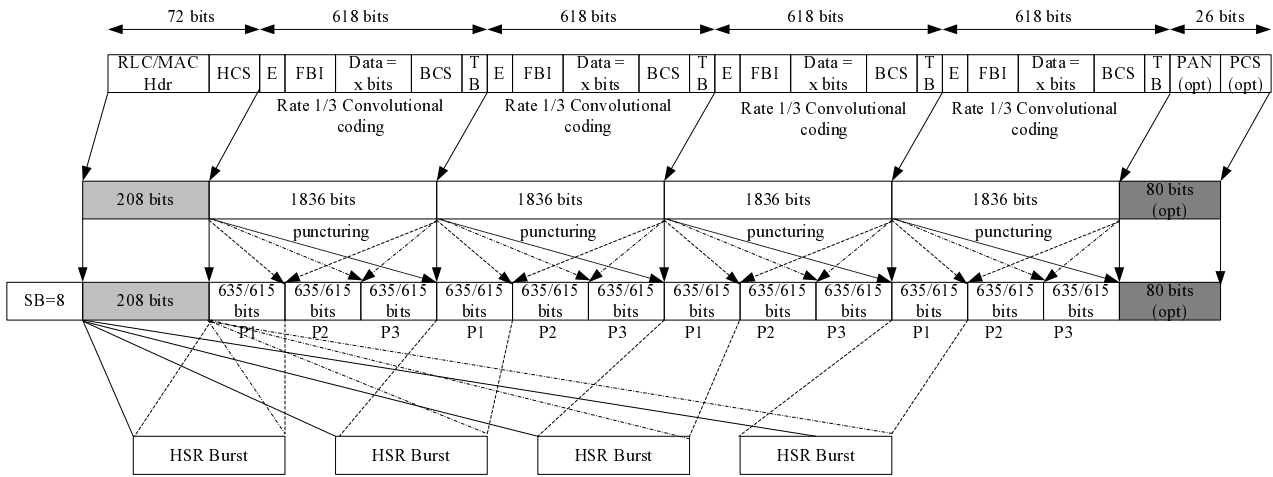 72 bits 618 bits 618 bits 618 bits 618 bits 26 bits
RLC/MAC Hdr HCS E FBI Data = x bits BCS TB E FBI Data = x bits BCS TB E FBI Data = x bits BCS TB E FBI Data = x bits BCS TB PAN (opt) PCS (opt)
Rate 1/3 Convolutional coding Rate 1/3 Convolutional coding Rate 1/3 Convolutional coding Rate 1/3 Convolutional coding
208 bits 1836 bits 1836 bits 1836 bits 1836 bits 80 bits (opt)
puncturing puncturing puncturing puncturing
SB=8 208 bits 635/615 bits 635/615 bits 635/615 bits 635/615 bits 635/615 bits 635/615 bits 635/615 bits 635/615 bits 635/615 bits 635/615 bits 635/615 bits 635/615 bits 80 bits (opt)
P1 P2 P3 P1 P2 P3 P1 P2 P3 P1 P2 P3
HSR Burst HSR Burst HSR Burst HSR Burst